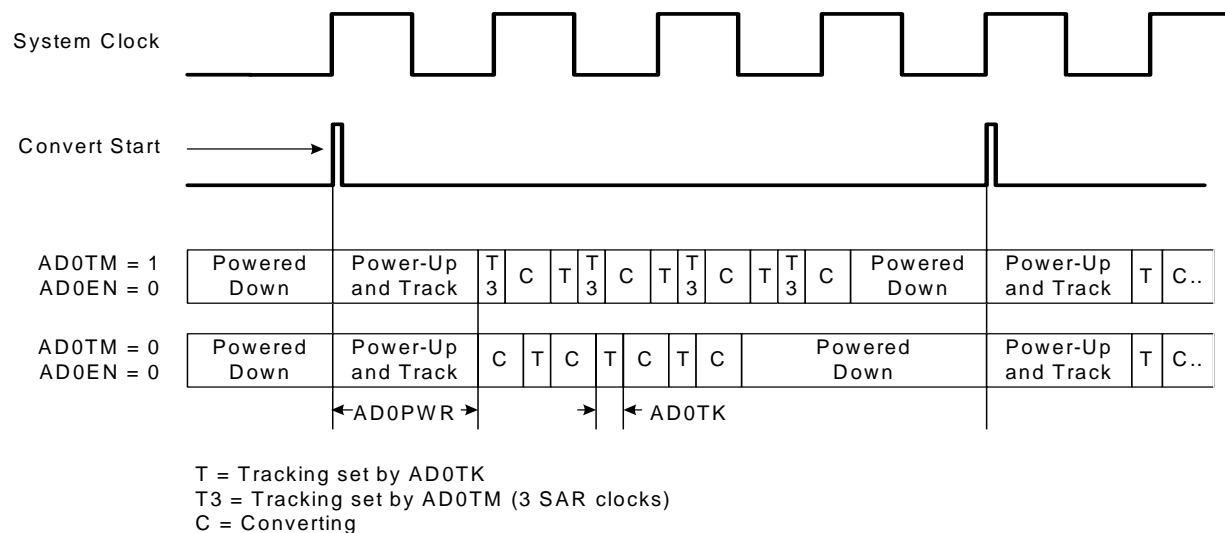 System Clock
Convert Start
AD0TM = 1
AD0EN = 0
Powered
Down
Power-Up
and Track
T
3
C
T
T
3
C
T
T
3
C
T
T
3
C
Powered
Down
Power-Up
and Track
T
C..
AD0TM = 0
AD0EN = 0
Powered
Down
Power-Up
and Track
C
T
C
T
C
T
C
Powered
Down
Power-Up
and Track
T
C..
AD0PWR
AD0TK
T = Tracking set by AD0TK
T3 = Tracking set by AD0TM (3 SAR clocks)
C = Converting